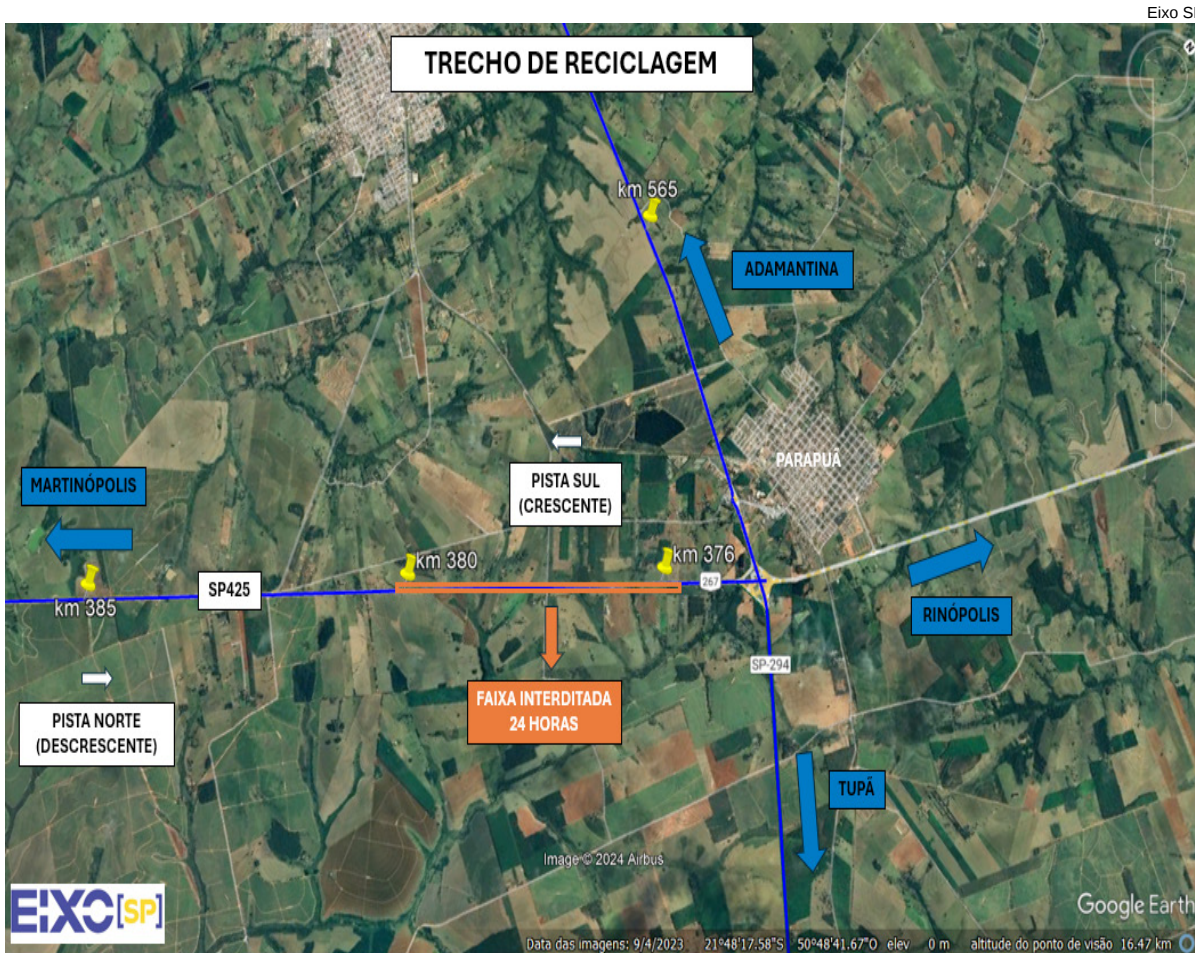 Eixo S
TRECHO DE RECICLAGEM
km 565
ADAMANTINA
PARAPUÃ
PISTA SUL
(CRESCENTE)
MARTINÓPOLIS
km 380
km 376
267
SP425
km 385
RINÓPOLIS
SP-294
FAIXA INTERDITADA
24 HORAS
PISTA NORTE
(DESCRESCENTE)
TUPÃ
Image © 2024 Airbus
EIXO[SP]
Google Earth
Data das imagens: 9/4/2023 21°48'17.58"S 50°48'41.67"O elev 0 m altitude do ponto de visão 16.47 km